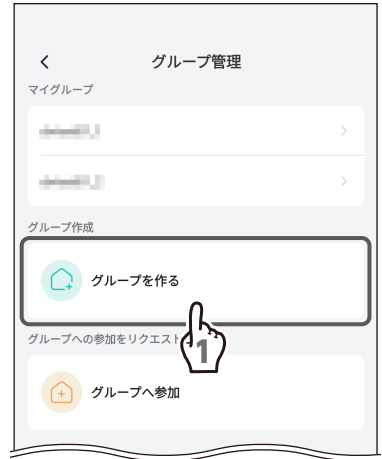 グループ管理
マイグループ
グループ作成
グループを作る
グループへの参加をリクエスト
1
グループへ参加